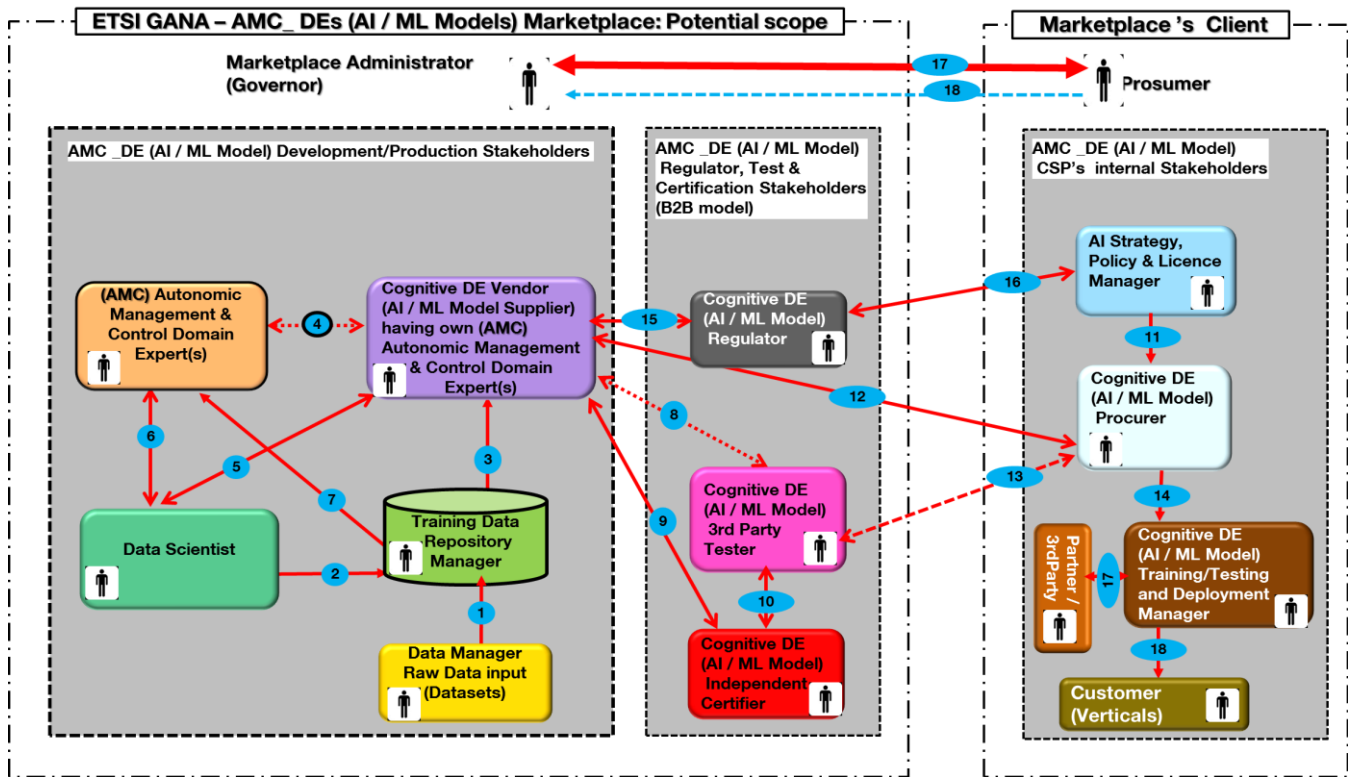 ETSI GANA – AMC_ DEs (AI / ML Models) Marketplace: Potential scope
Marketplace 's Client
Marketplace Administrator
(Governor)
17
18
Prosumer
AMC _DE (AI / ML Model) Development/Production Stakeholders
AMC _DE (AI / ML Model)
Regulator, Test &
Certification Stakeholders
(B2B model)
AMC _DE (AI / ML Model)
CSP's internal Stakeholders
(AMC) Autonomic
Management &
Control Domain
Expert(s)
4
Cognitive DE Vendor
(AI / ML Model Supplier)
having own (AMC)
Autonomic Management
& Control Domain
Expert(s)
15
Cognitive DE
(AI / ML Model)
Regulator
16
AI Strategy,
Policy & Licence
Manager
11
12
Cognitive DE
(AI / ML Model)
Procurer
6
5
7
3
8
9
13
14
Data Scientist
2
Training Data
Repository
Manager
1
Data Manager
Raw Data input
(Datasets)
Cognitive DE
(AI / ML Model)
3rd Party
Tester
10
Cognitive DE
(AI / ML Model)
Independent
Certifier
Partner /
3rdParty
17
Cognitive DE
(AI / ML Model)
Training/Testing
and Deployment
Manager
18
Customer
(Verticals)